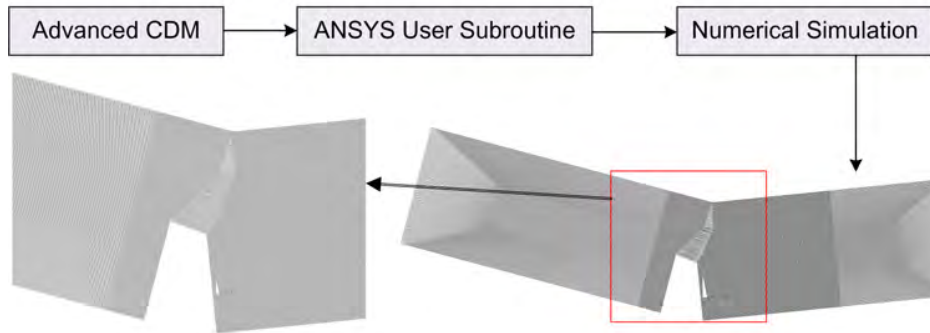 Advanced CDM
ANSYS User Subroutine
Numerical Simulation